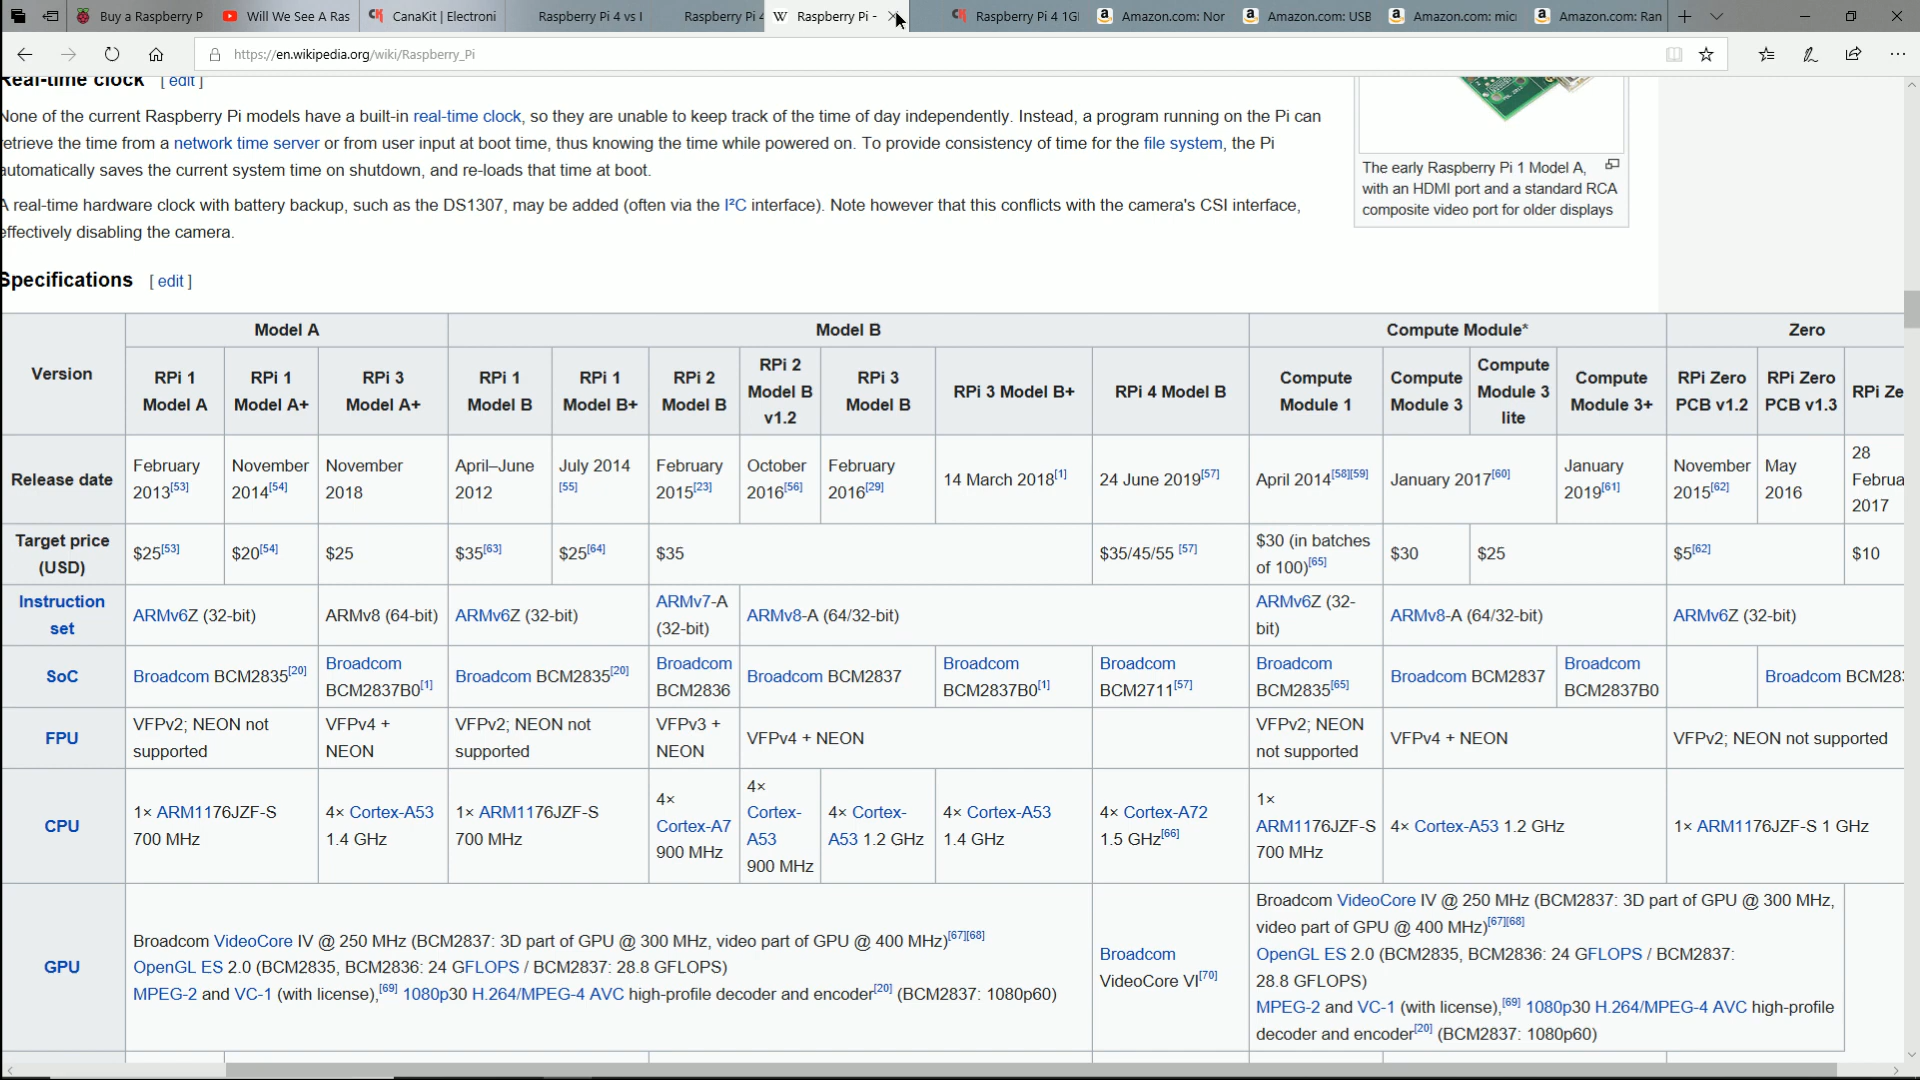 Buy a Raspberry P
Will We See A Ras
CanaKit | Electroni
Raspberry Pi 4 vs
Raspberry Pi 4
Raspberry Pi -
Raspberry Pi 4 1G
Amazon.com: Nor
Amazon.com: USB
Amazon.com: mic
Amazon.com: Ran
https://en.wikipedia.org/wiki/Raspberry_Pi
Real-time clock [ edit ]
None of the current Raspberry Pi models have a built-in real-time clock, so they are unable to keep track of the time of day independently. Instead, a program running on the Pi can
retrieve the time from a network time server or from user input at boot time, thus knowing the time while powered on. To provide consistency of time for the file system, the Pi
automatically saves the current system time on shutdown, and re-loads that time at boot.
A real-time hardware clock with battery backup, such as the DS1307, may be added (often via the I²C interface). Note however that this conflicts with the camera's CSI interface,
effectively disabling the camera.
The early Raspberry Pi 1 Model A,
with an HDMI port and a standard RCA
composite video port for older displays
Specifications [ edit ]
Version
Model A
Model B
Compute Module*
Zero
RPi 1
Model A
RPi 1
Model A+
RPi 3
Model A+
RPi 1
Model B
RPi 1
Model B+
RPi 2
Model B
RPi 2
Model B
v1.2
RPi 3
Model B
RPi 3 Model B+
RPi 4 Model B
Compute
Module 1
Compute
Module 3
Compute
Module 3
lite
Compute
Module 3+
RPi Zero
PCB v1.2
RPi Zero
PCB v1.3
RPi Ze
Release date
February
2013[53]
November
2014[54]
November
2018
April–June
2012
July 2014
[55]
February
2015[23]
October
2016[56]
February
2016[29]
14 March 2018[1]
24 June 2019[57]
April 2014[58][59]
January 2017[60]
January
2019[61]
November
2015[62]
May
2016
28
Februa
2017
Target price
(USD)
$25[53]
$20[54]
$25
$35[63]
$25[64]
$35
$35/45/55 [57]
$30 (in batches
of 100)[65]
$30
$25
$5[62]
$10
Instruction
set
ARMv6Z (32-bit)
ARMv8 (64-bit)
ARMv6Z (32-bit)
ARMv7-A
(32-bit)
ARMv8-A (64/32-bit)
ARMv6Z (32-
bit)
ARMv8-A (64/32-bit)
ARMv6Z (32-bit)
SoC
Broadcom BCM2835[20]
Broadcom
BCM2837B0[1]
Broadcom BCM2835[20]
Broadcom
BCM2836
Broadcom BCM2837
Broadcom
BCM2837B0[1]
Broadcom
BCM2711[57]
Broadcom
BCM2835[65]
Broadcom BCM2837
Broadcom
BCM2837B0
Broadcom BCM28
FPU
VFPv2; NEON not
supported
VFPv4 +
NEON
VFPv2; NEON not
supported
VFPv3 +
NEON
VFPv4 + NEON
VFPv2; NEON
not supported
VFPv4 + NEON
VFPv2; NEON not supported
CPU
1× ARM1176JZF-S
700 MHz
4× Cortex-A53
1.4 GHz
1× ARM1176JZF-S
700 MHz
4×
Cortex-A7
900 MHz
4×
Cortex-
A53
900 MHz
4× Cortex-
A53 1.2 GHz
4× Cortex-A53
1.4 GHz
4× Cortex-A72
1.5 GHz[66]
1×
ARM1176JZF-S
700 MHz
4× Cortex-A53 1.2 GHz
1× ARM1176JZF-S 1 GHz
GPU
Broadcom VideoCore IV @ 250 MHz (BCM2837: 3D part of GPU @ 300 MHz, video part of GPU @ 400 MHz)[67][68]
OpenGL ES 2.0 (BCM2835, BCM2836: 24 GFLOPS / BCM2837: 28.8 GFLOPS)
MPEG-2 and VC-1 (with license),[69] 1080p30 H.264/MPEG-4 AVC high-profile decoder and encoder[20] (BCM2837: 1080p60)
Broadcom
VideoCore VI[70]
Broadcom VideoCore IV @ 250 MHz (BCM2837: 3D part of GPU @ 300 MHz,
video part of GPU @ 400 MHz)[67][68]
OpenGL ES 2.0 (BCM2835, BCM2836: 24 GFLOPS / BCM2837:
28.8 GFLOPS)
MPEG-2 and VC-1 (with license),[69] 1080p30 H.264/MPEG-4 AVC high-profile
decoder and encoder[20] (BCM2837: 1080p60)